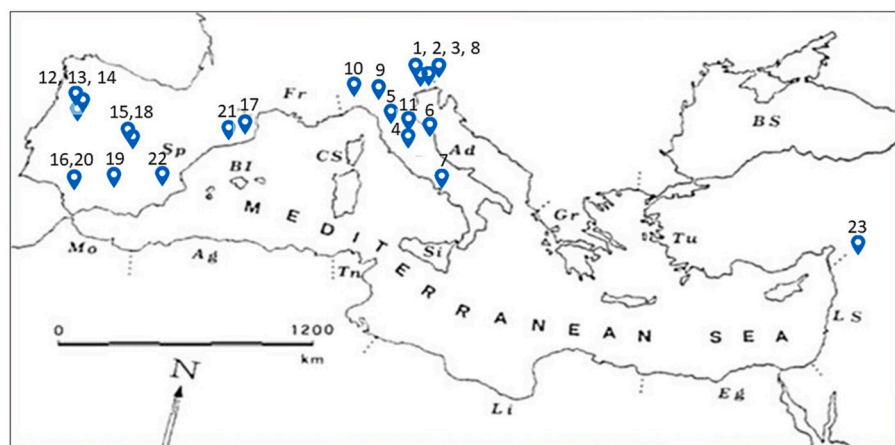 1, 2, 3, 8
12, 13, 14
10
9
5
11
6
4
7
15,18
21
17
16,20
19
22
23
Fr
Sp
BI
CS
Ad
BS
Gr
Tu
Si
Mo
Ag
Tn
LS
Li
Eg
MEDITERRANEAN SEA
0
1200
km
N